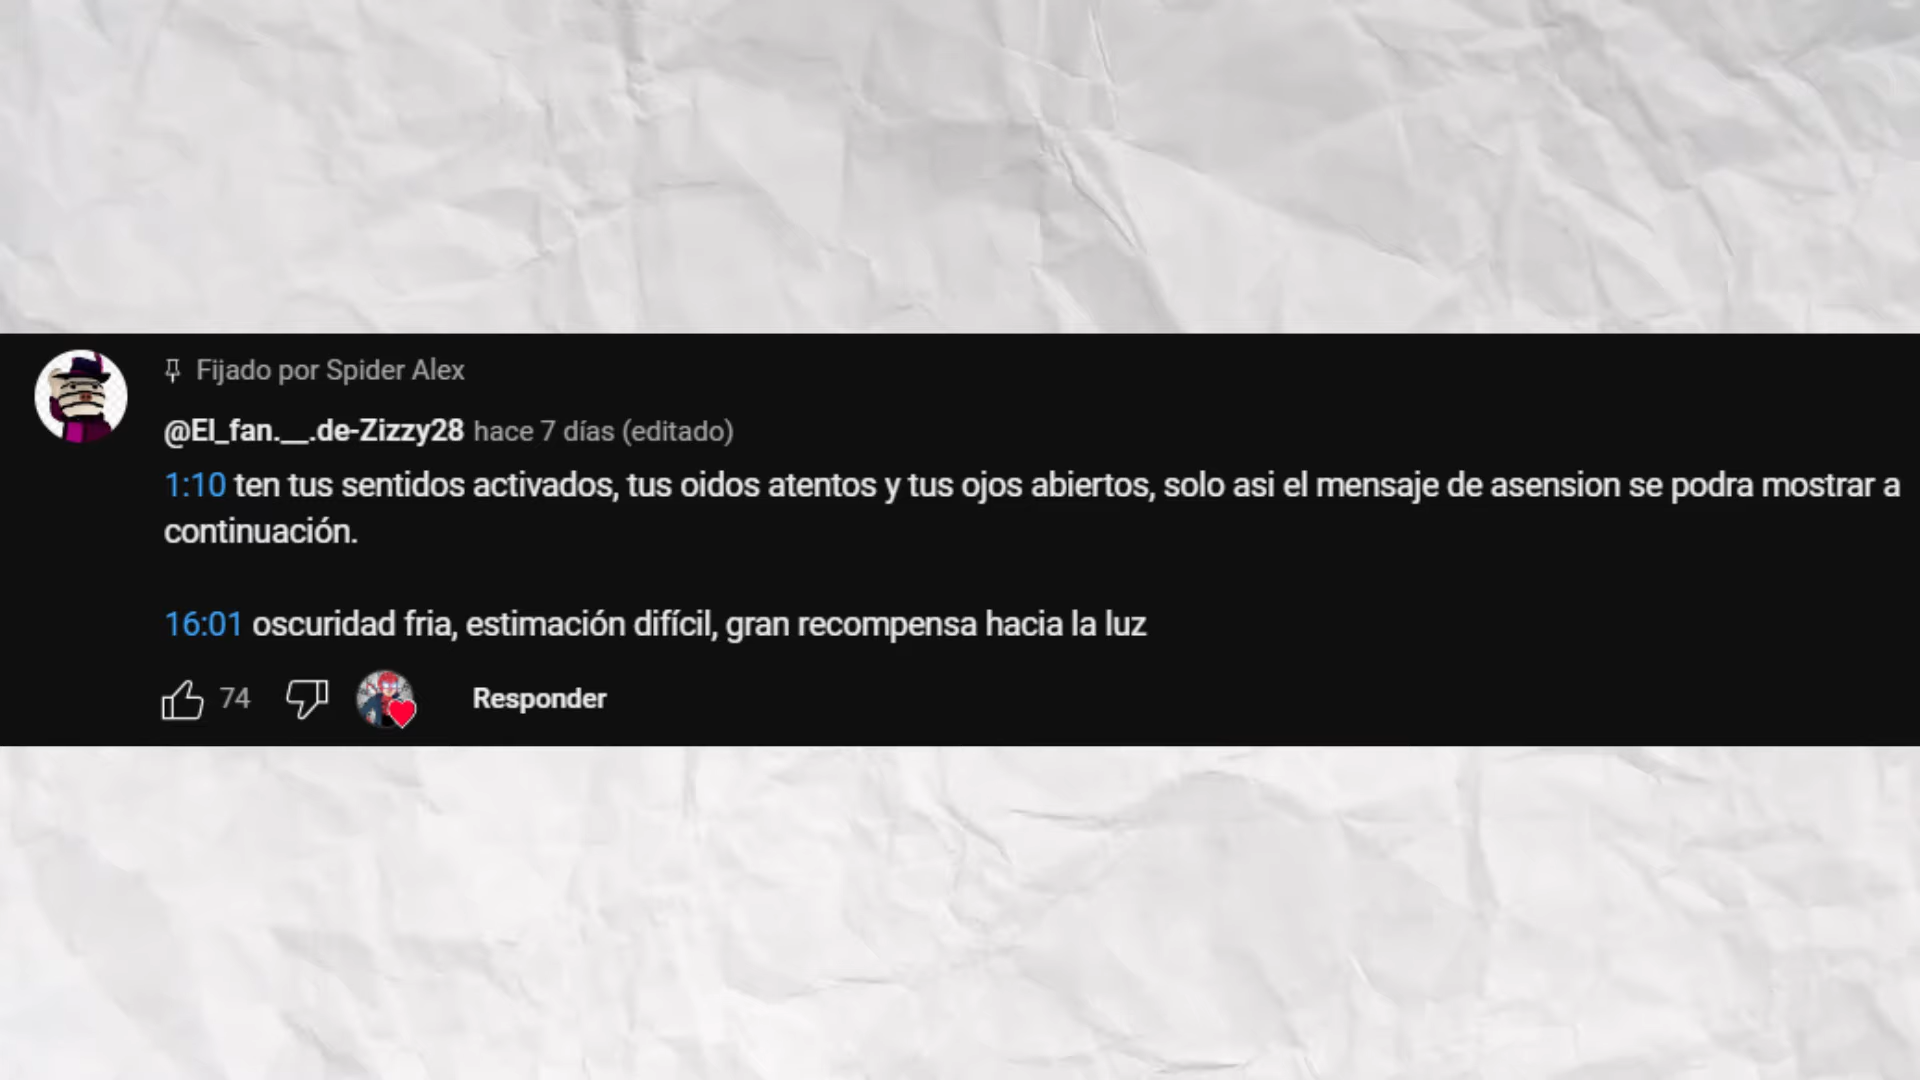 Fijado por Spider Alex
@El_fan.__.de-Zizzy28 hace 7 días (editado)
1:10 ten tus sentidos activados, tus oidos atentos y tus ojos abiertos, solo asi el mensaje de asension se podra mostrar a
continuación.
16:01 oscuridad fria, estimación difícil, gran recompensa hacia la luz
74 Responder